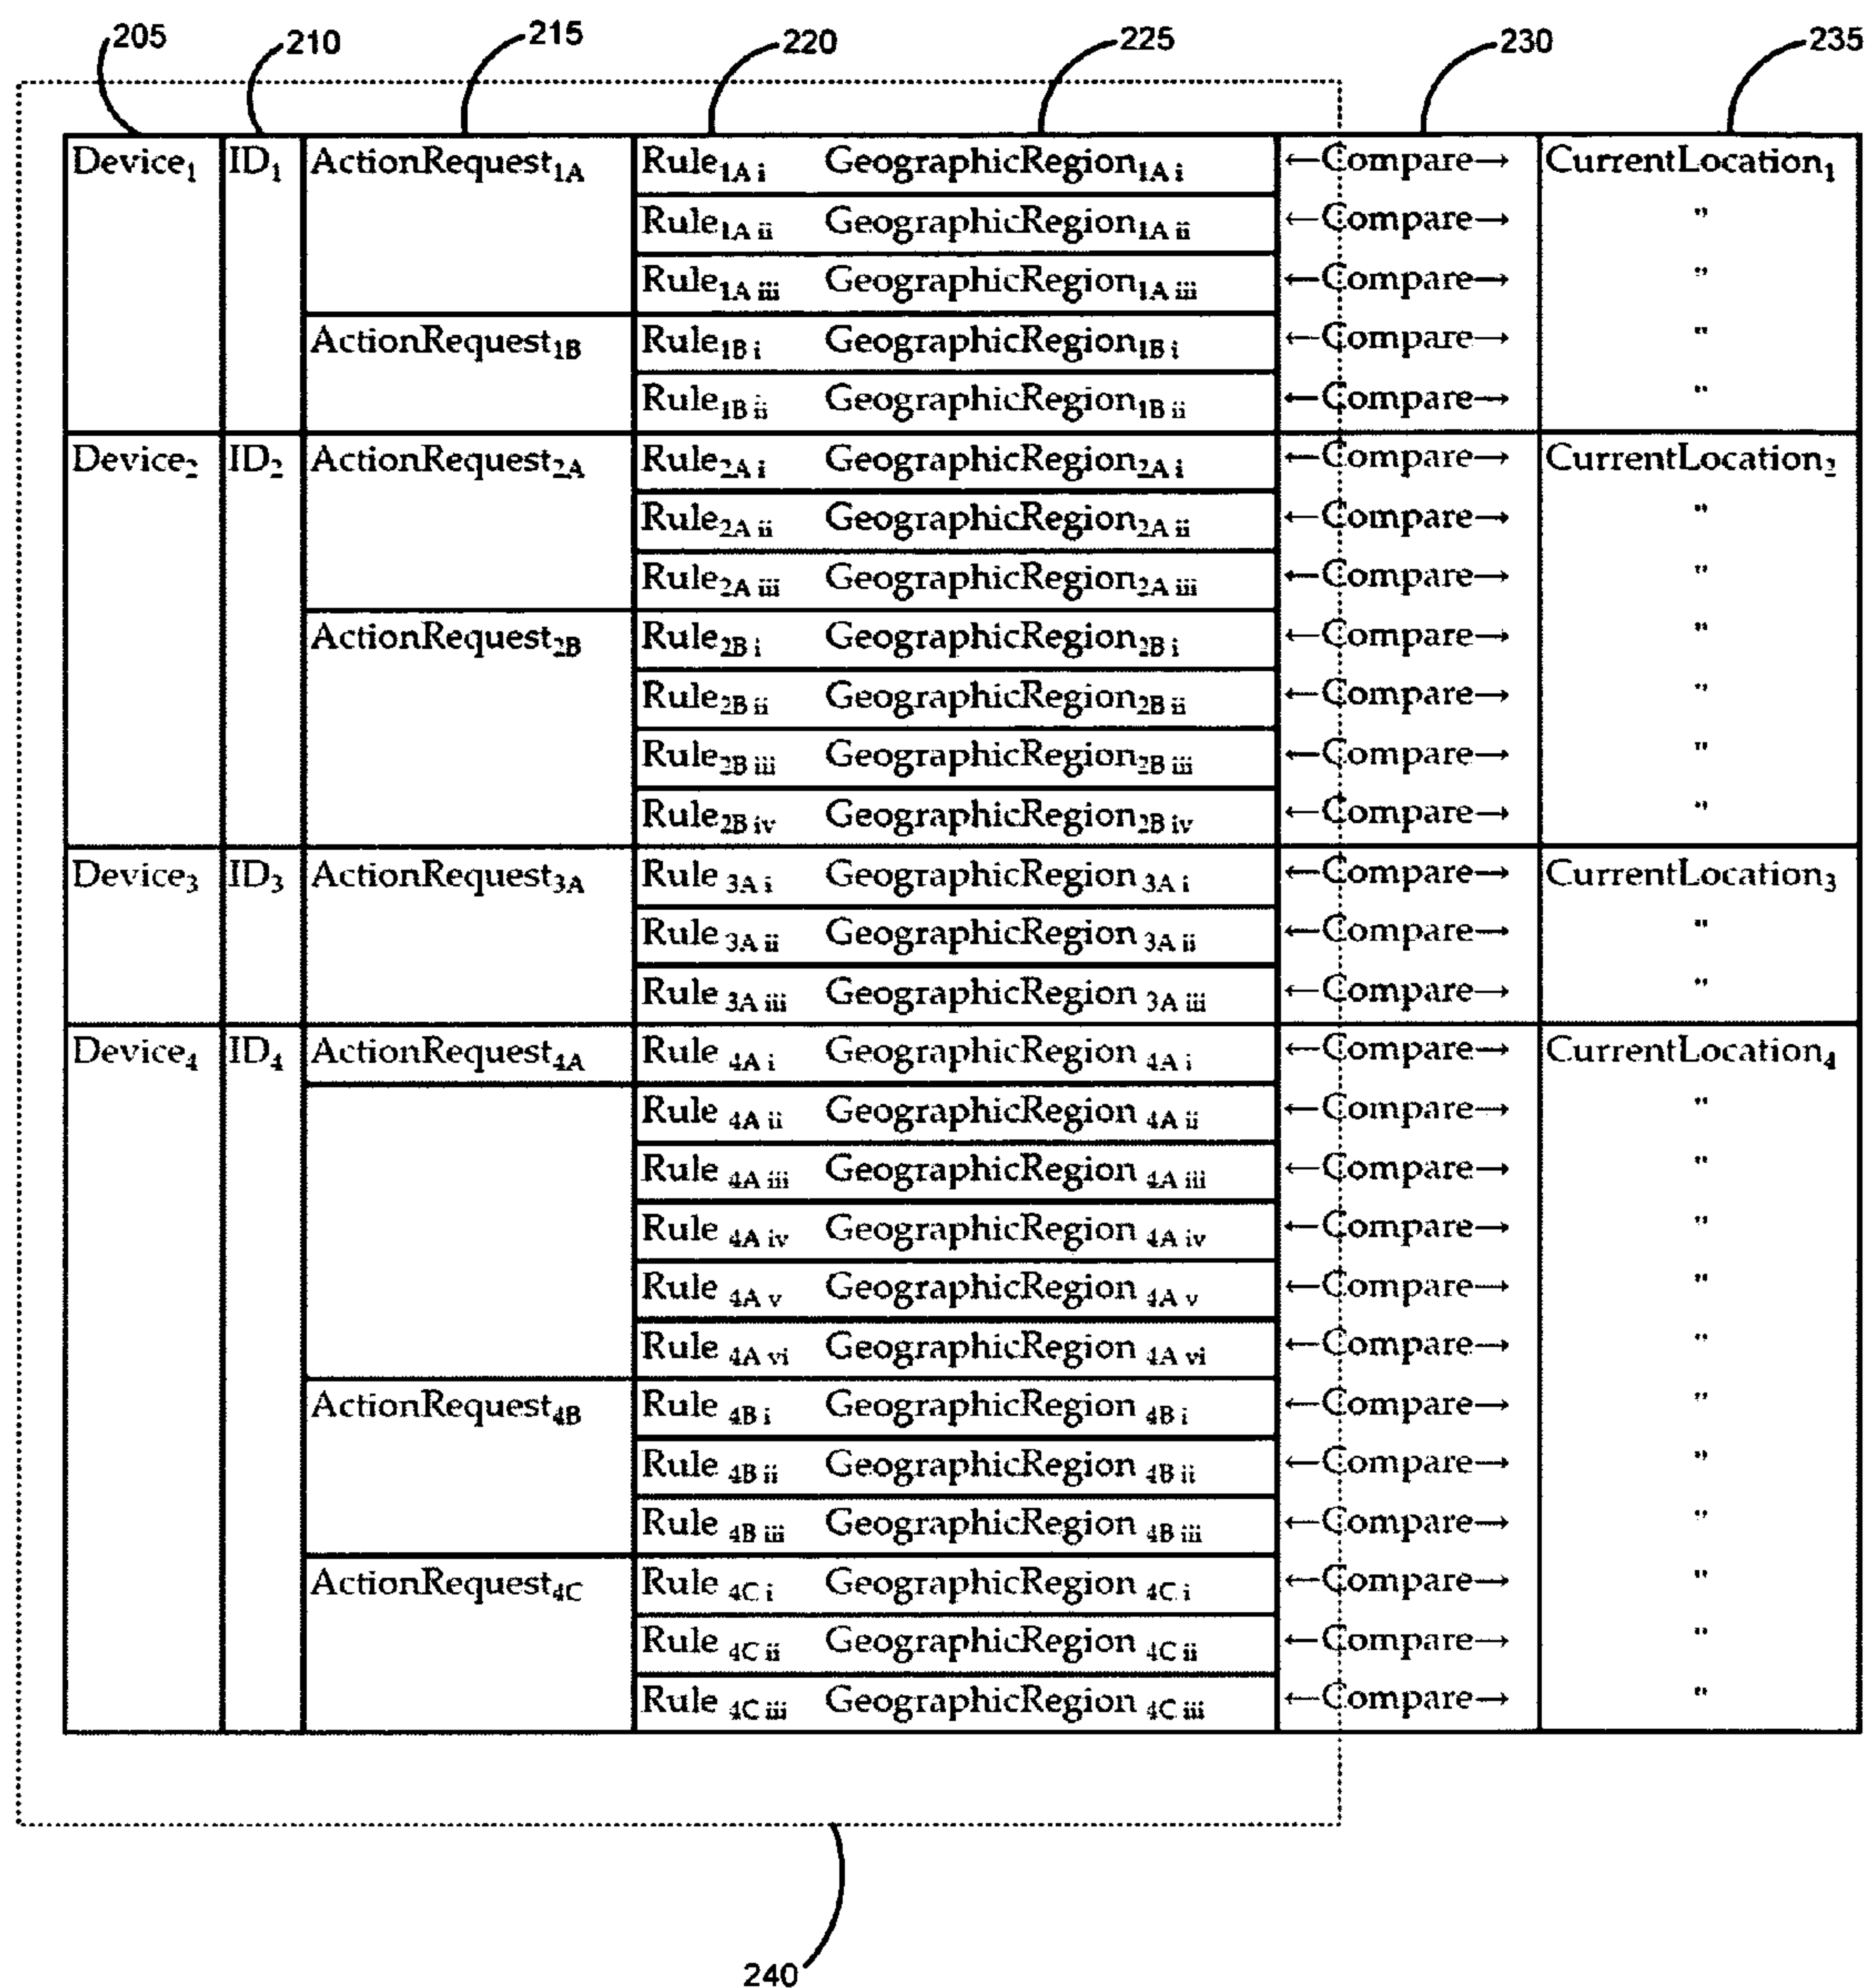 205 210 215 220 225 230 235
Device₁ ID₁ ActionRequest₁A Rule₁A i GeographicRegion₁A i ←Compare→ CurrentLocation₁
Rule₁A ii GeographicRegion₁A ii ←Compare→ "
Rule₁A iii GeographicRegion₁A iii ←Compare→ "
ActionRequest₁B Rule₁B i GeographicRegion₁B i ←Compare→ "
Rule₁B ii GeographicRegion₁B ii ←Compare→ "
Device₂ ID₂ ActionRequest₂A Rule₂A i GeographicRegion₂A i ←Compare→ CurrentLocation₂
Rule₂A ii GeographicRegion₂A ii ←Compare→ "
Rule₂A iii GeographicRegion₂A iii ←Compare→ "
ActionRequest₂B Rule₂B i GeographicRegion₂B i ←Compare→ "
Rule₂B ii GeographicRegion₂B ii ←Compare→ "
Rule₂B iii GeographicRegion₂B iii ←Compare→ "
Rule₂B iv GeographicRegion₂B iv ←Compare→ "
Device₃ ID₃ ActionRequest₃A Rule ₃A i GeographicRegion ₃A i ←Compare→ CurrentLocation₃
Rule ₃A ii GeographicRegion ₃A ii ←Compare→ "
Rule ₃A iii GeographicRegion ₃A iii ←Compare→ "
Device₄ ID₄ ActionRequest₄A Rule ₄A i GeographicRegion ₄A i ←Compare→ CurrentLocation₄
Rule ₄A ii GeographicRegion ₄A ii ←Compare→ "
Rule ₄A iii GeographicRegion ₄A iii ←Compare→ "
Rule ₄A iv GeographicRegion ₄A iv ←Compare→ "
Rule ₄A v GeographicRegion ₄A v ←Compare→ "
Rule ₄A vi GeographicRegion ₄A vi ←Compare→ "
ActionRequest₄B Rule ₄B i GeographicRegion ₄B i ←Compare→ "
Rule ₄B ii GeographicRegion ₄B ii ←Compare→ "
Rule ₄B iii GeographicRegion ₄B iii ←Compare→ "
ActionRequest₄C Rule ₄C i GeographicRegion ₄C i ←Compare→ "
Rule ₄C ii GeographicRegion ₄C ii ←Compare→ "
Rule ₄C iii GeographicRegion ₄C iii ←Compare→ "
240